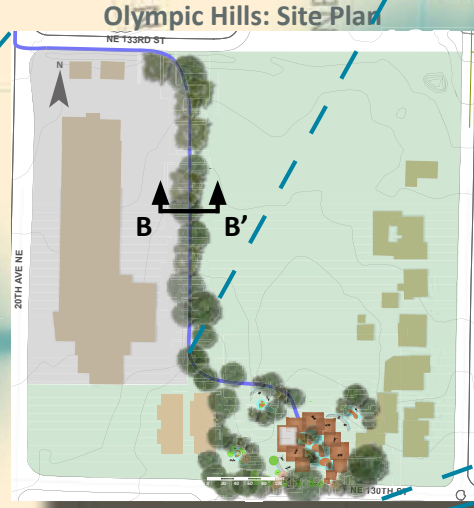 Olympic Hills: Site Plan
NE 133RD ST
N
B B’
20TH AVE NE
NE 130TH ST